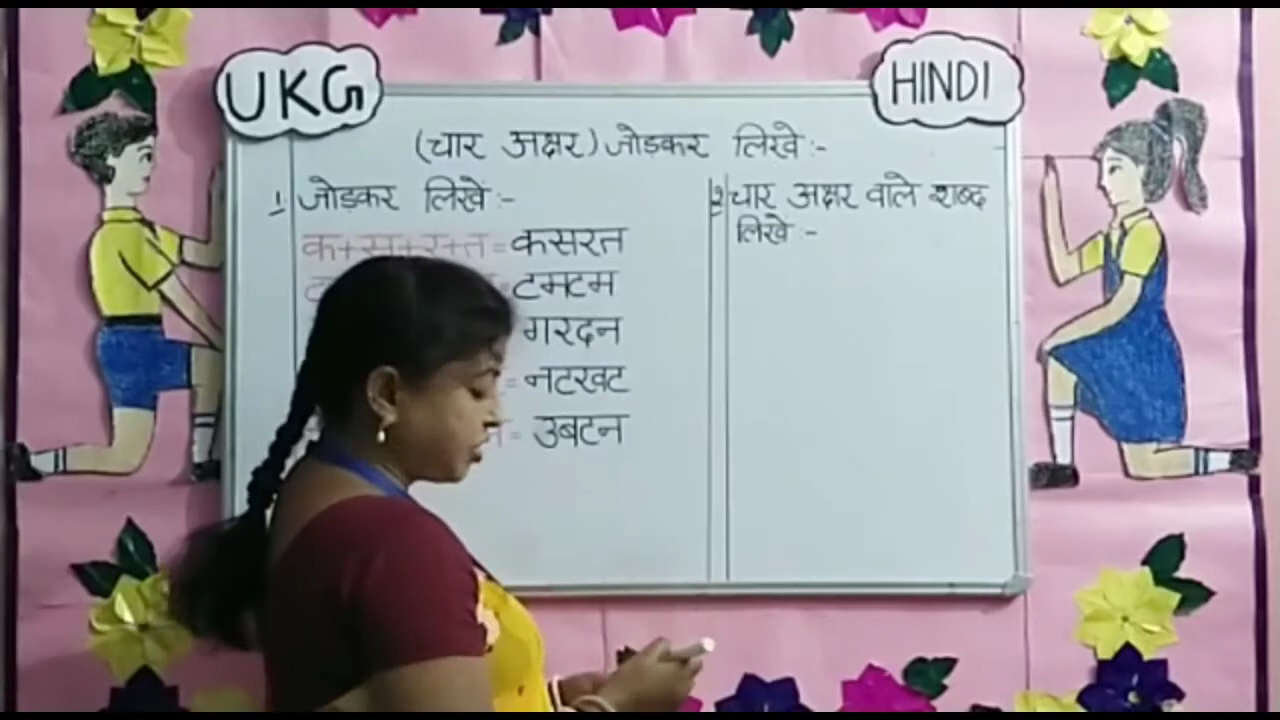 UKG
HINDI
(चार अक्षर) जोड़कर लिखे :-
1 जोड़कर लिखें :-
क+स+र+त = कसरत
ट = टमटम
गरदन
= नटखट
= उबटन
2 चार अक्षर वाले शब्द
लिखे :-